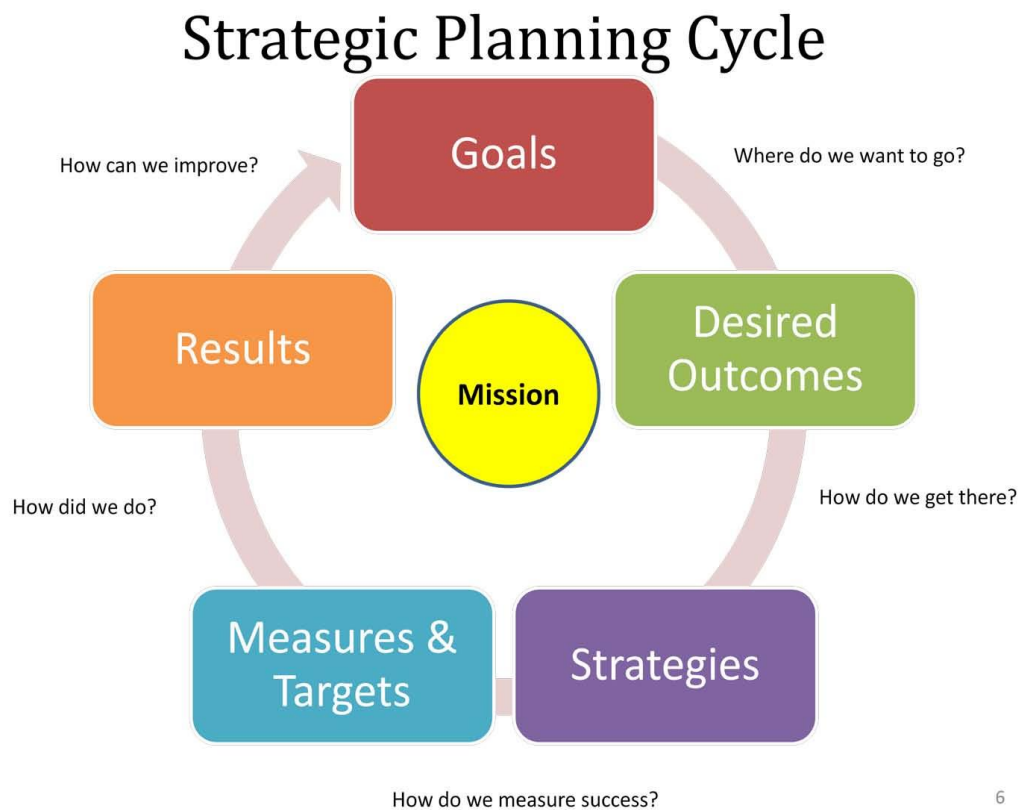 Strategic Planning Cycle
Goals
How can we improve?
Where do we want to go?
Results
Desired
Outcomes
Mission
How did we do?
How do we get there?
Measures &
Targets
Strategies
How do we measure success?
6